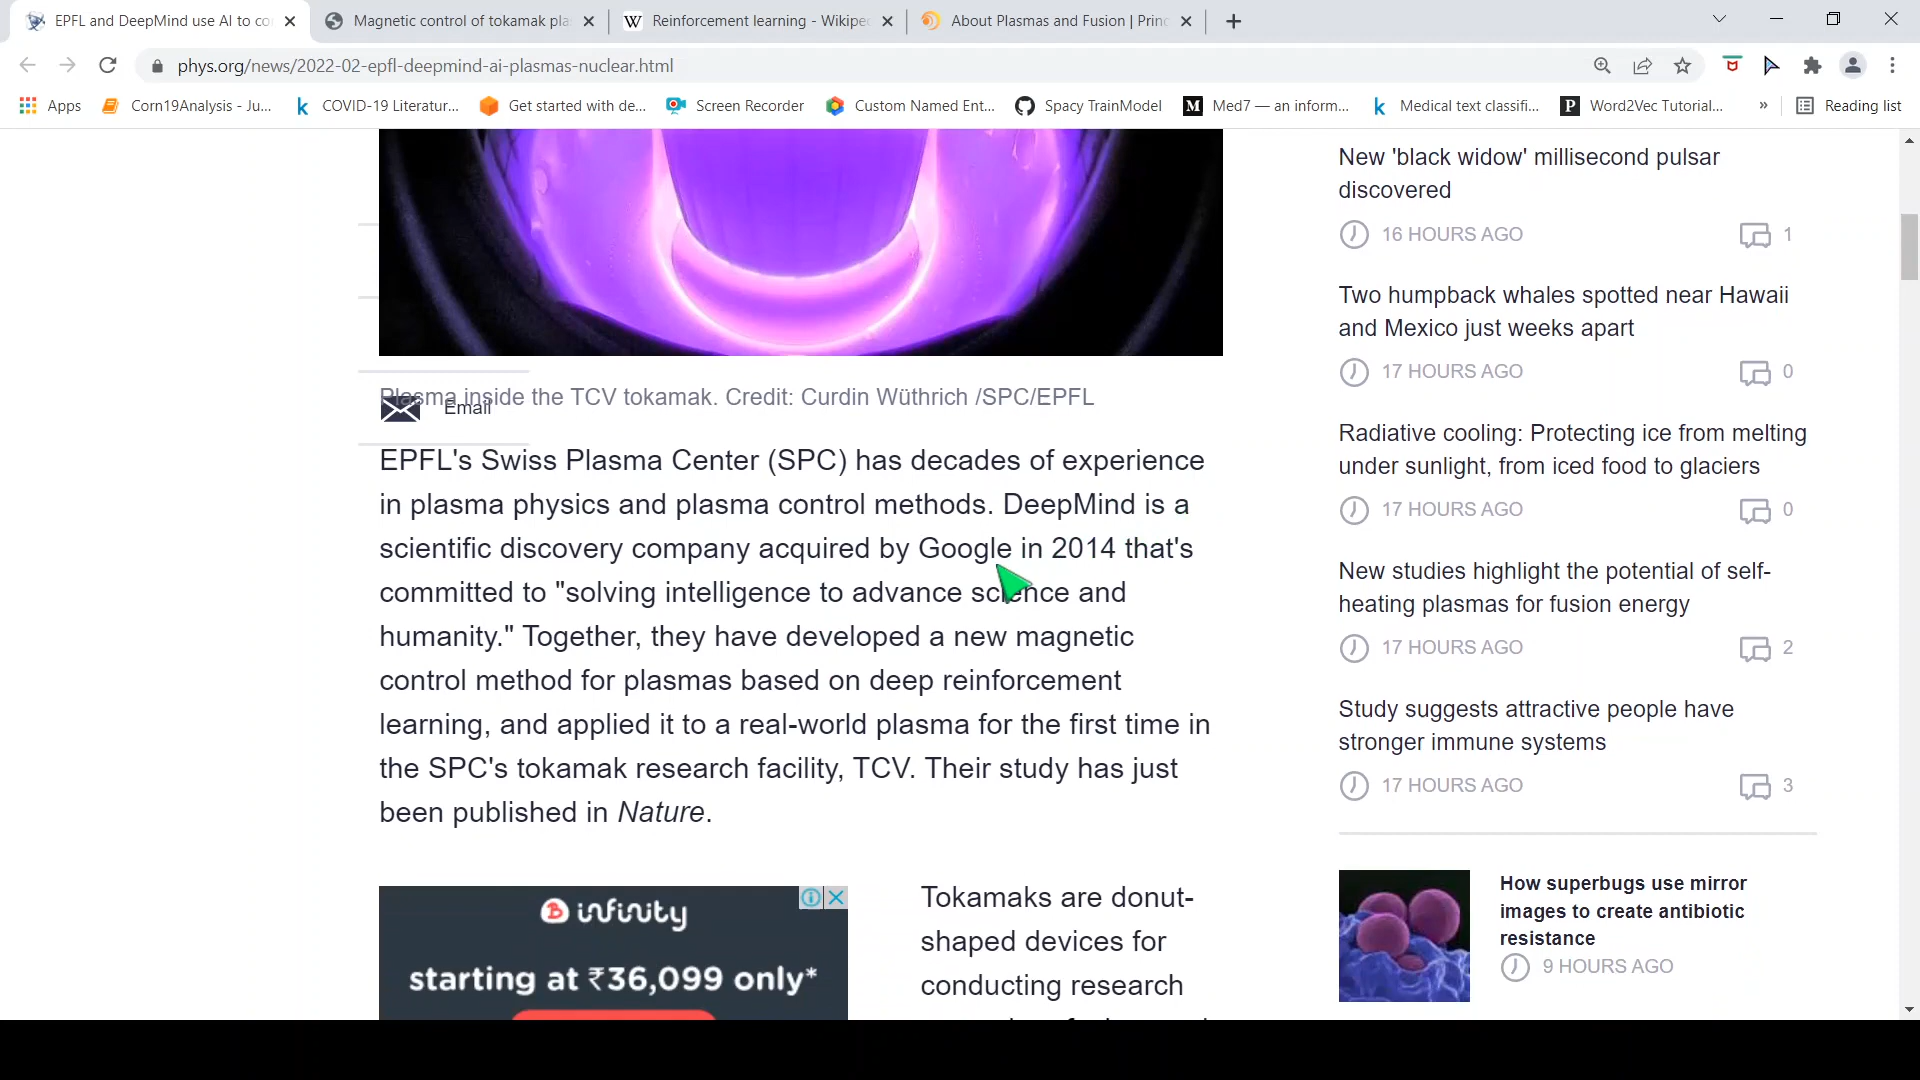 EPFL and DeepMind use AI to co
Magnetic control of tokamak pla
Reinforcement learning - Wikipe
About Plasmas and Fusion | Princ
phys.org/news/2022-02-epfl-deepmind-ai-plasmas-nuclear.html
Apps
Corn19Analysis - Ju...
COVID-19 Literatur...
Get started with de...
Screen Recorder
Custom Named Ent...
Spacy TrainModel
Med7 — an inform...
Medical text classifi...
Word2Vec Tutorial...
»
Reading list
Plasma inside the TCV tokamak. Credit: Curdin Wüthrich /SPC/EPFL
Email
EPFL's Swiss Plasma Center (SPC) has decades of experience
in plasma physics and plasma control methods. DeepMind is a
scientific discovery company acquired by Google in 2014 that's
committed to "solving intelligence to advance science and
humanity." Together, they have developed a new magnetic
control method for plasmas based on deep reinforcement
learning, and applied it to a real-world plasma for the first time in
the SPC's tokamak research facility, TCV. Their study has just
been published in Nature.
infinity
starting at ₹36,099 only*
Tokamaks are donut-
shaped devices for
conducting research
New 'black widow' millisecond pulsar
discovered
16 HOURS AGO
1
Two humpback whales spotted near Hawaii
and Mexico just weeks apart
17 HOURS AGO
0
Radiative cooling: Protecting ice from melting
under sunlight, from iced food to glaciers
17 HOURS AGO
0
New studies highlight the potential of self-
heating plasmas for fusion energy
17 HOURS AGO
2
Study suggests attractive people have
stronger immune systems
17 HOURS AGO
3
How superbugs use mirror
images to create antibiotic
resistance
9 HOURS AGO